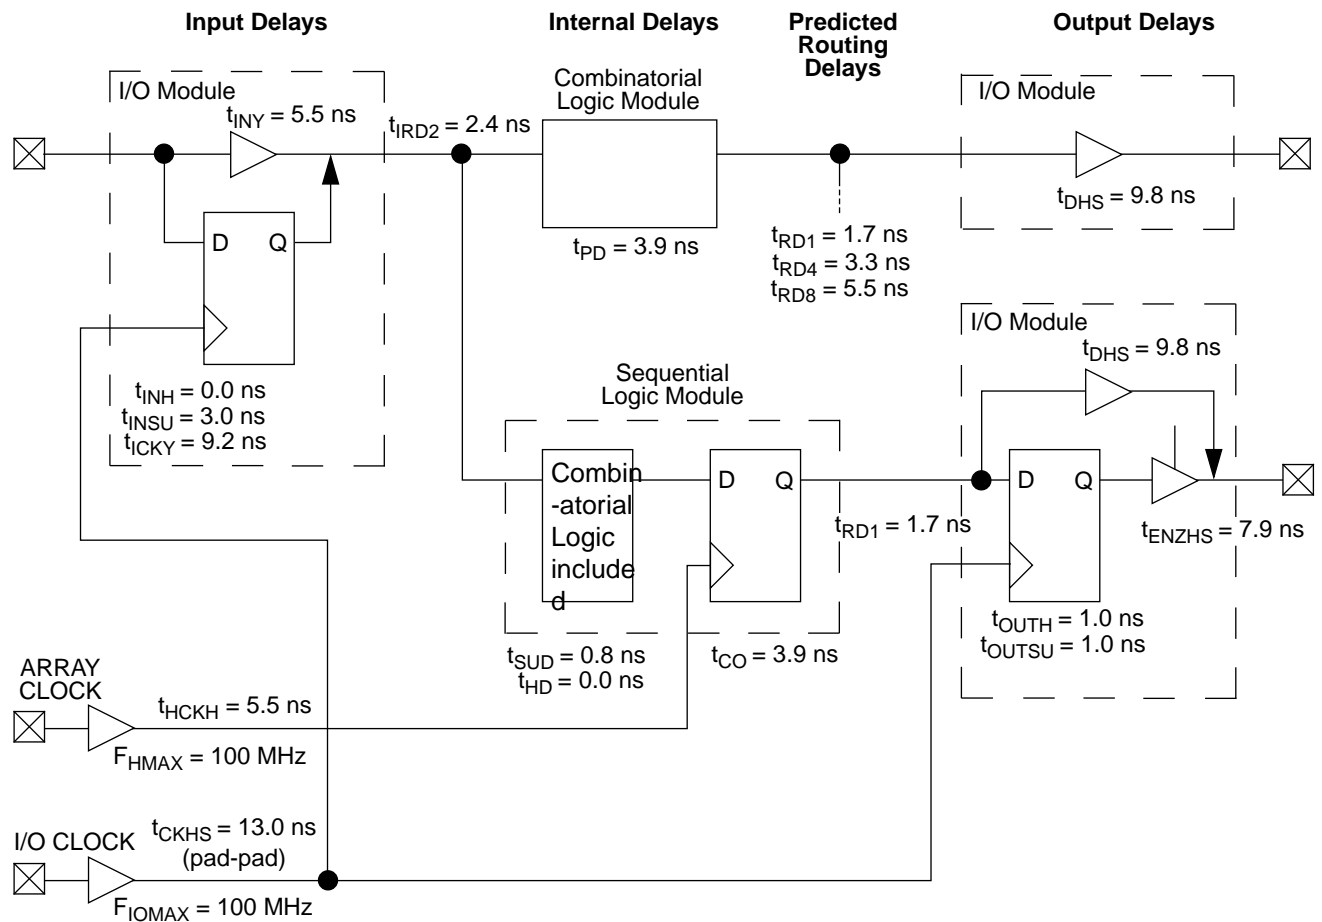 Input Delays
Internal Delays
Predicted
Routing
Delays
Output Delays
I/O Module
tINY = 5.5 ns
tIRD2 = 2.4 ns
Combinatorial
Logic Module
I/O Module
D Q
tPD = 3.9 ns
tDHS = 9.8 ns
tRD1 = 1.7 ns
tRD4 = 3.3 ns
tRD8 = 5.5 ns
I/O Module
tDHS = 9.8 ns
tINH = 0.0 ns
tINSU = 3.0 ns
tICKY = 9.2 ns
Sequential
Logic Module
Combin
-atorial
Logic
include
d
D Q
D Q
tRD1 = 1.7 ns
tENZHS = 7.9 ns
tOUTH = 1.0 ns
tOUTSU = 1.0 ns
tSUD = 0.8 ns
tHD = 0.0 ns
tCO = 3.9 ns
ARRAY
CLOCK
tHCKH = 5.5 ns
FHMAX = 100 MHz
I/O CLOCK
tCKHS = 13.0 ns
(pad-pad)
FIOMAX = 100 MHz